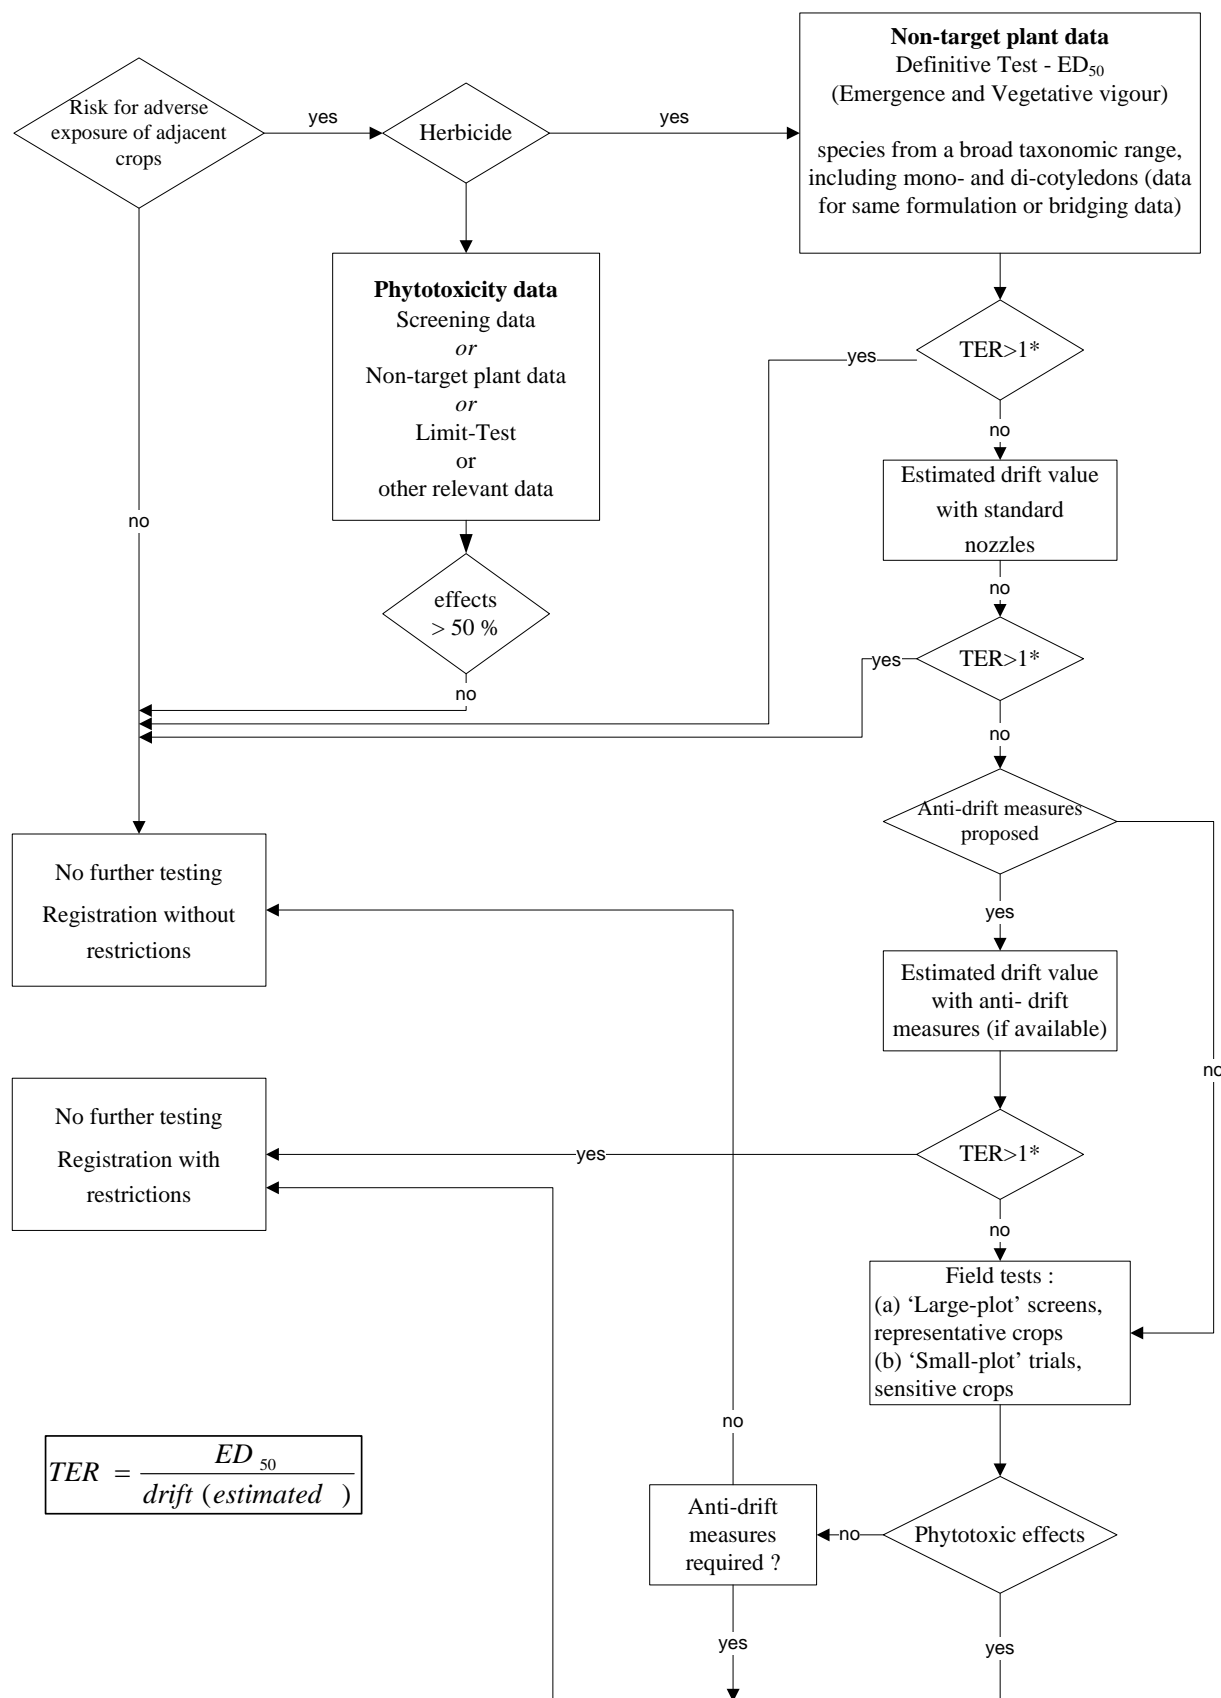 Risk for adverse
exposure of adjacent
crops
yes
Herbicide
yes
Non-target plant data
Definitive Test - ED50
(Emergence and Vegetative vigour)
species from a broad taxonomic range,
including mono- and di-cotyledons (data
for same formulation or bridging data)
Phytotoxicity data
Screening data
or
Non-target plant data
or
Limit-Test
or
other relevant data
yes
TER>1*
no
Estimated drift value
with standard
nozzles
no
no
effects
> 50 %
no
yes
TER>1*
no
Anti-drift measures
proposed
No further testing
Registration without
restrictions
yes
Estimated drift value
with anti- drift
measures (if available)
no
No further testing
Registration with
restrictions
yes
TER>1*
no
Field tests :
(a) ‘Large-plot’ screens,
representative crops
(b) ‘Small-plot’ trials,
sensitive crops
no
TER = ED 50
drift (estimated )
Anti-drift
measures
required ?
no
Phytotoxic effects
yes
yes